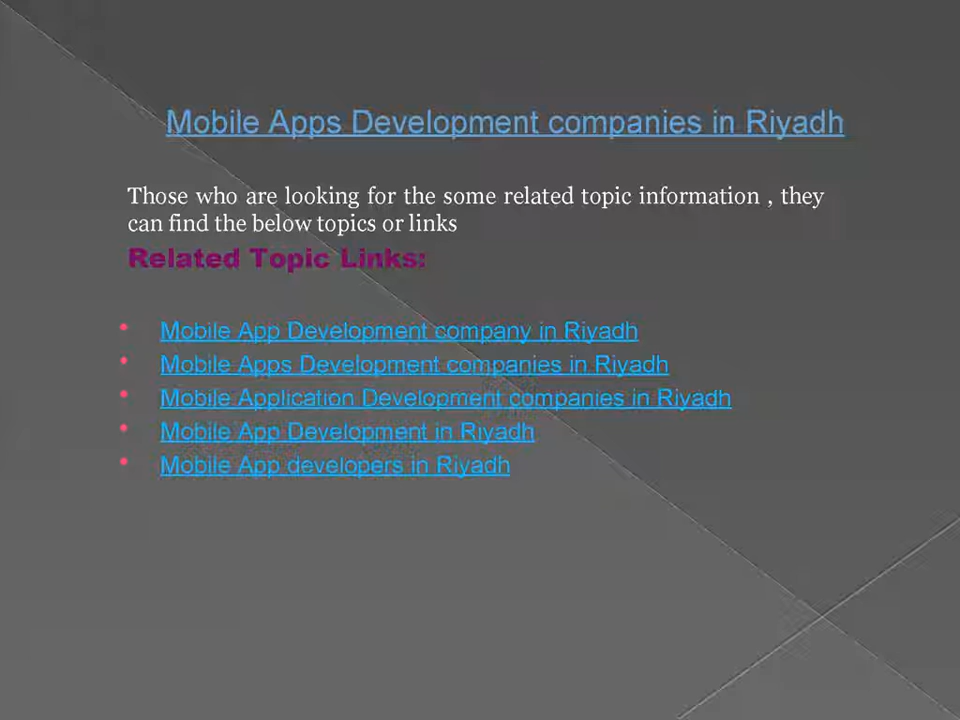 Mobile Apps Development companies in Riyadh
Those who are looking for the some related topic information , they
can find the below topics or links
Related Topic Links:
• Mobile App Development company in Riyadh
• Mobile Apps Development companies in Riyadh
• Mobile Application Development companies in Riyadh
• Mobile App Development in Riyadh
• Mobile App developers in Riyadh